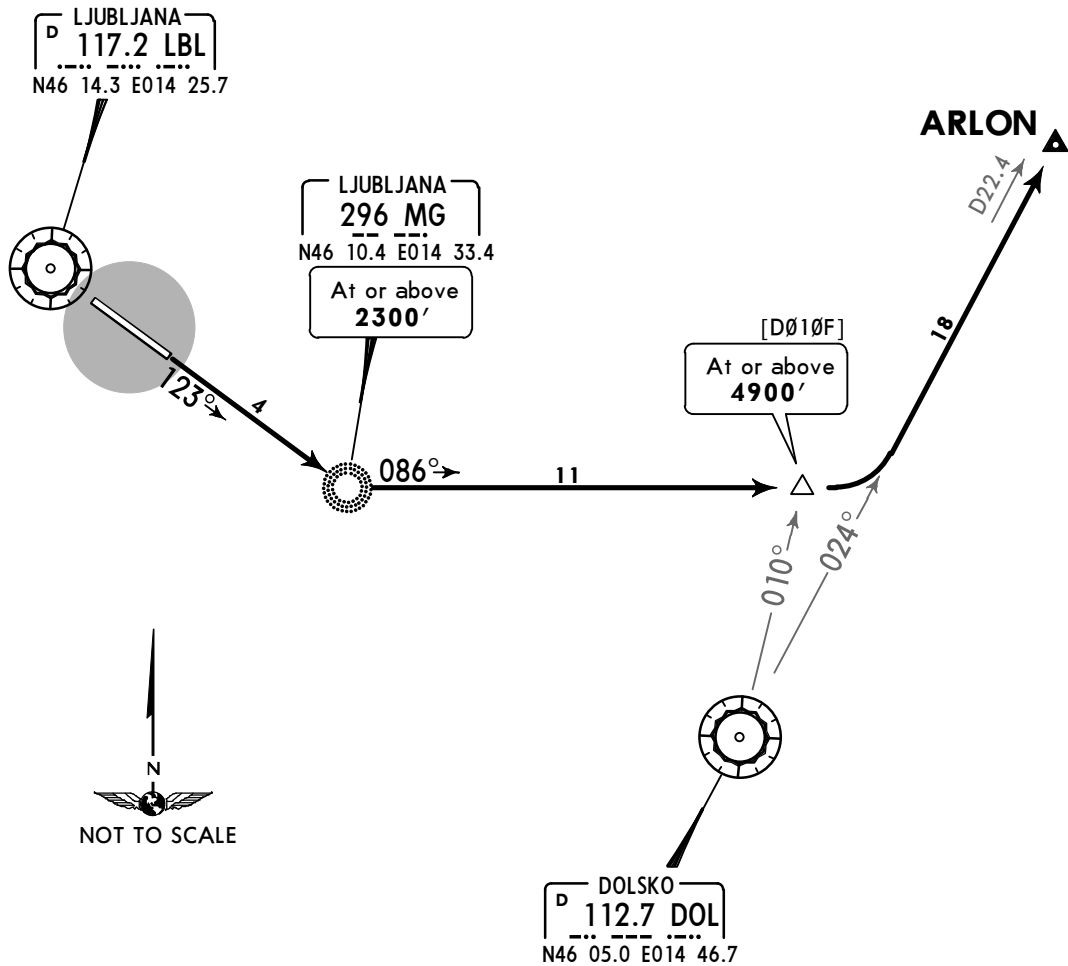 LJUBLJANA
D 117.2 LBL
N46 14.3 E014 25.7
ARLON
D22.4
LJUBLJANA
296 MG
N46 10.4 E014 33.4
At or above
2300′
[DØ1ØF]
At or above
4900′
18
123°
4
086°
11
010°
024°
N
NOT TO SCALE
DOLSKO
D 112.7 DOL
N46 05.0 E014 46.7